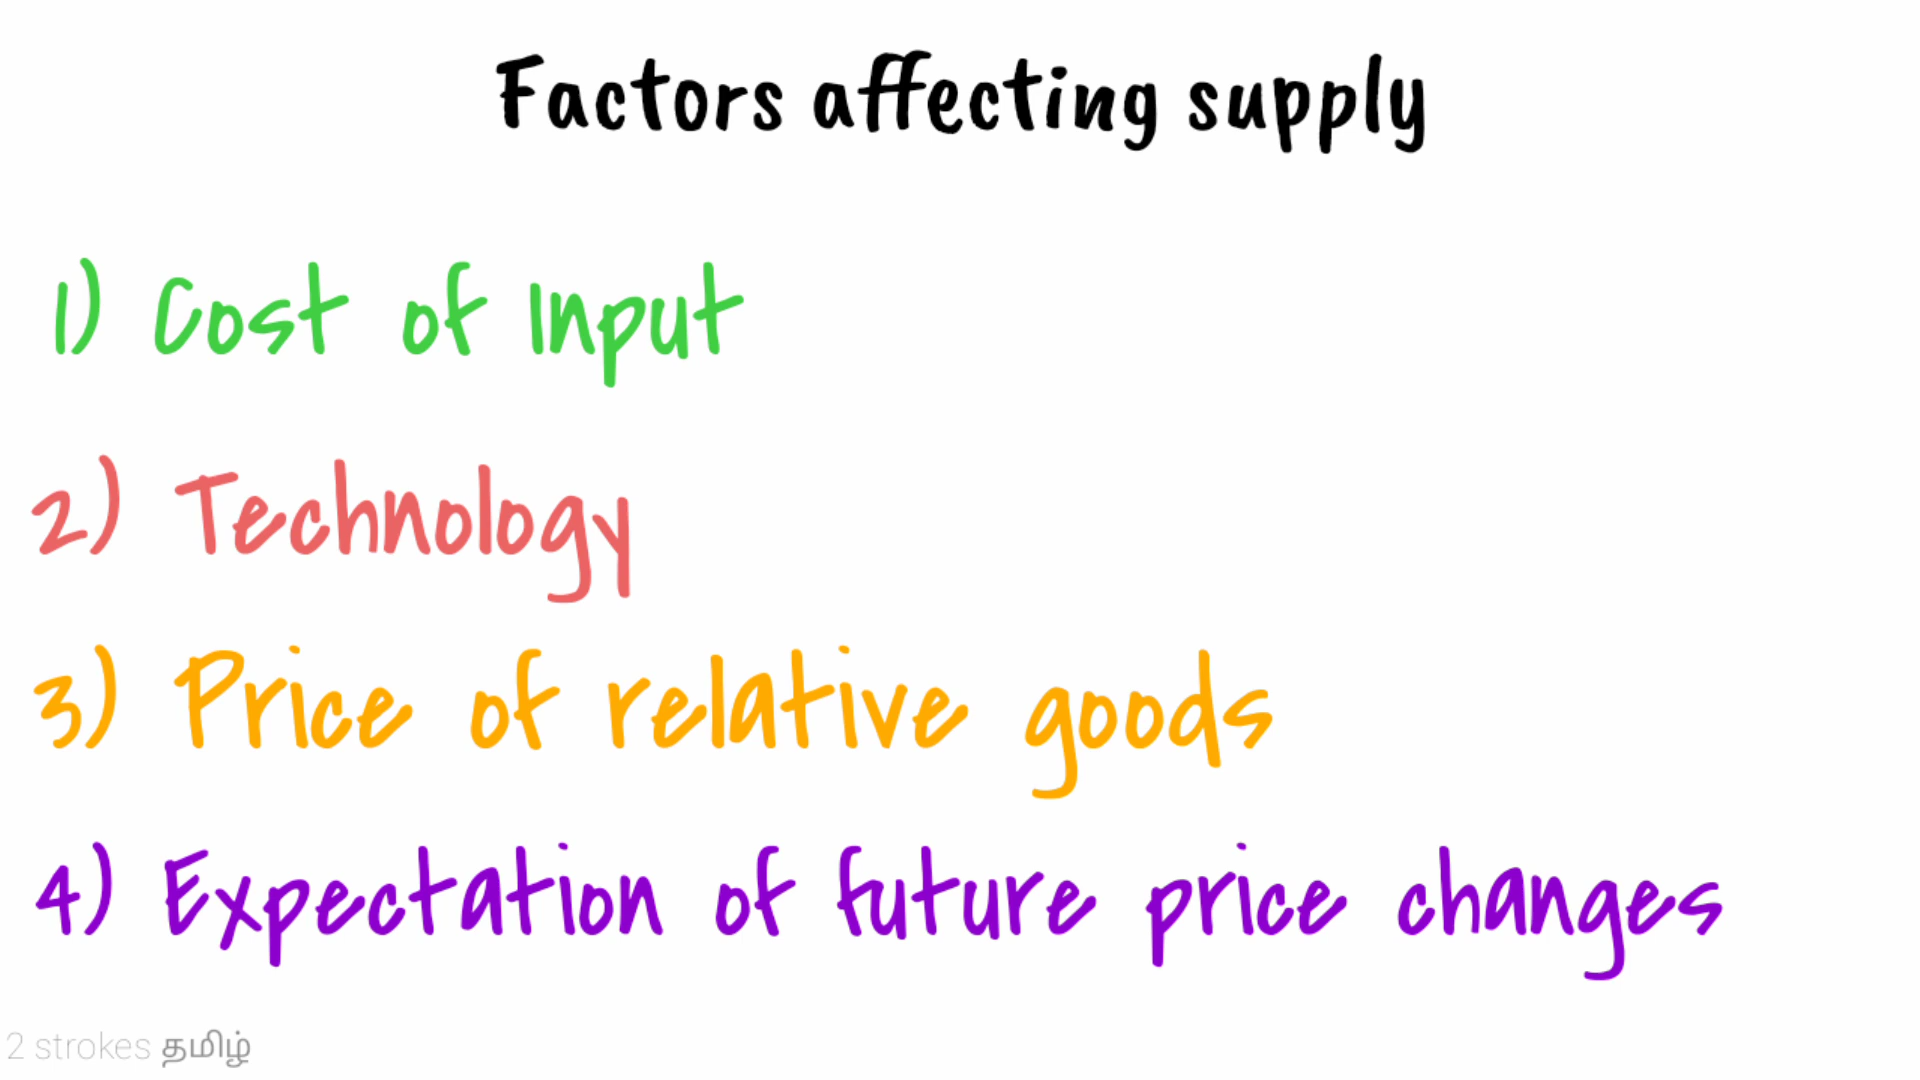 Factors affecting supply
1) Cost of Input
2) Technology
3) Price of relative goods
4) Expectation of future price changes
2 strokes தமிழ்